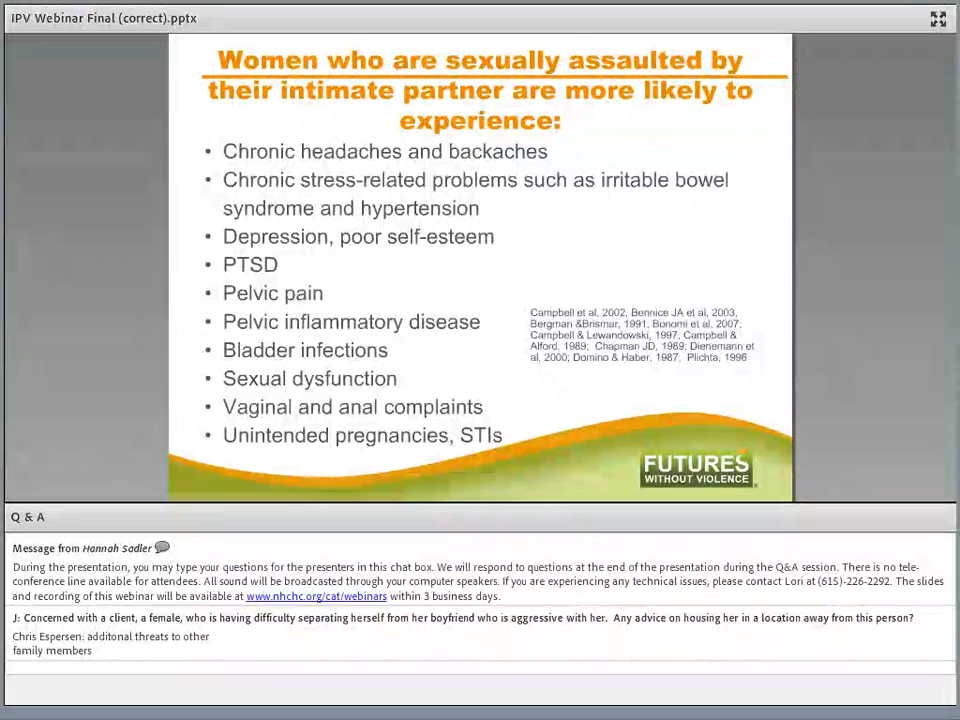 IPV Webinar Final (correct).pptx
Women who are sexually assaulted by
their intimate partner are more likely to
experience:
• Chronic headaches and backaches
• Chronic stress-related problems such as irritable bowel
syndrome and hypertension
• Depression, poor self-esteem
• PTSD
• Pelvic pain
• Pelvic inflammatory disease
• Bladder infections
• Sexual dysfunction
• Vaginal and anal complaints
• Unintended pregnancies, STIs
Campbell et al, 2002, Bennice JA et al, 2003,
Bergman &Brismar, 1991, Bonomi et al, 2007;
Campbell & Lewandowski, 1997, Campbell &
Alford, 1989; Chapman JD, 1989; Dienemann et
al, 2000; Domino & Haber, 1987, Plichta, 1996
FUTURES
WITHOUT VIOLENCE
Q & A
Message from Hannah Sadler
During the presentation, you may type your questions for the presenters in this chat box. We will respond to questions at the end of the presentation during the Q&A session. There is no tele-
conference line available for attendees. All sound will be broadcasted through your computer speakers. If you are experiencing any technical issues, please contact Lori at (615)-226-2292. The slides
and recording of this webinar will be available at www.nhchc.org/cat/webinars within 3 business days.
J: Concerned with a client, a female, who is having difficulty separating herself from her boyfriend who is aggressive with her. Any advice on housing her in a location away from this person?
Chris Espersen: additonal threats to other
family members